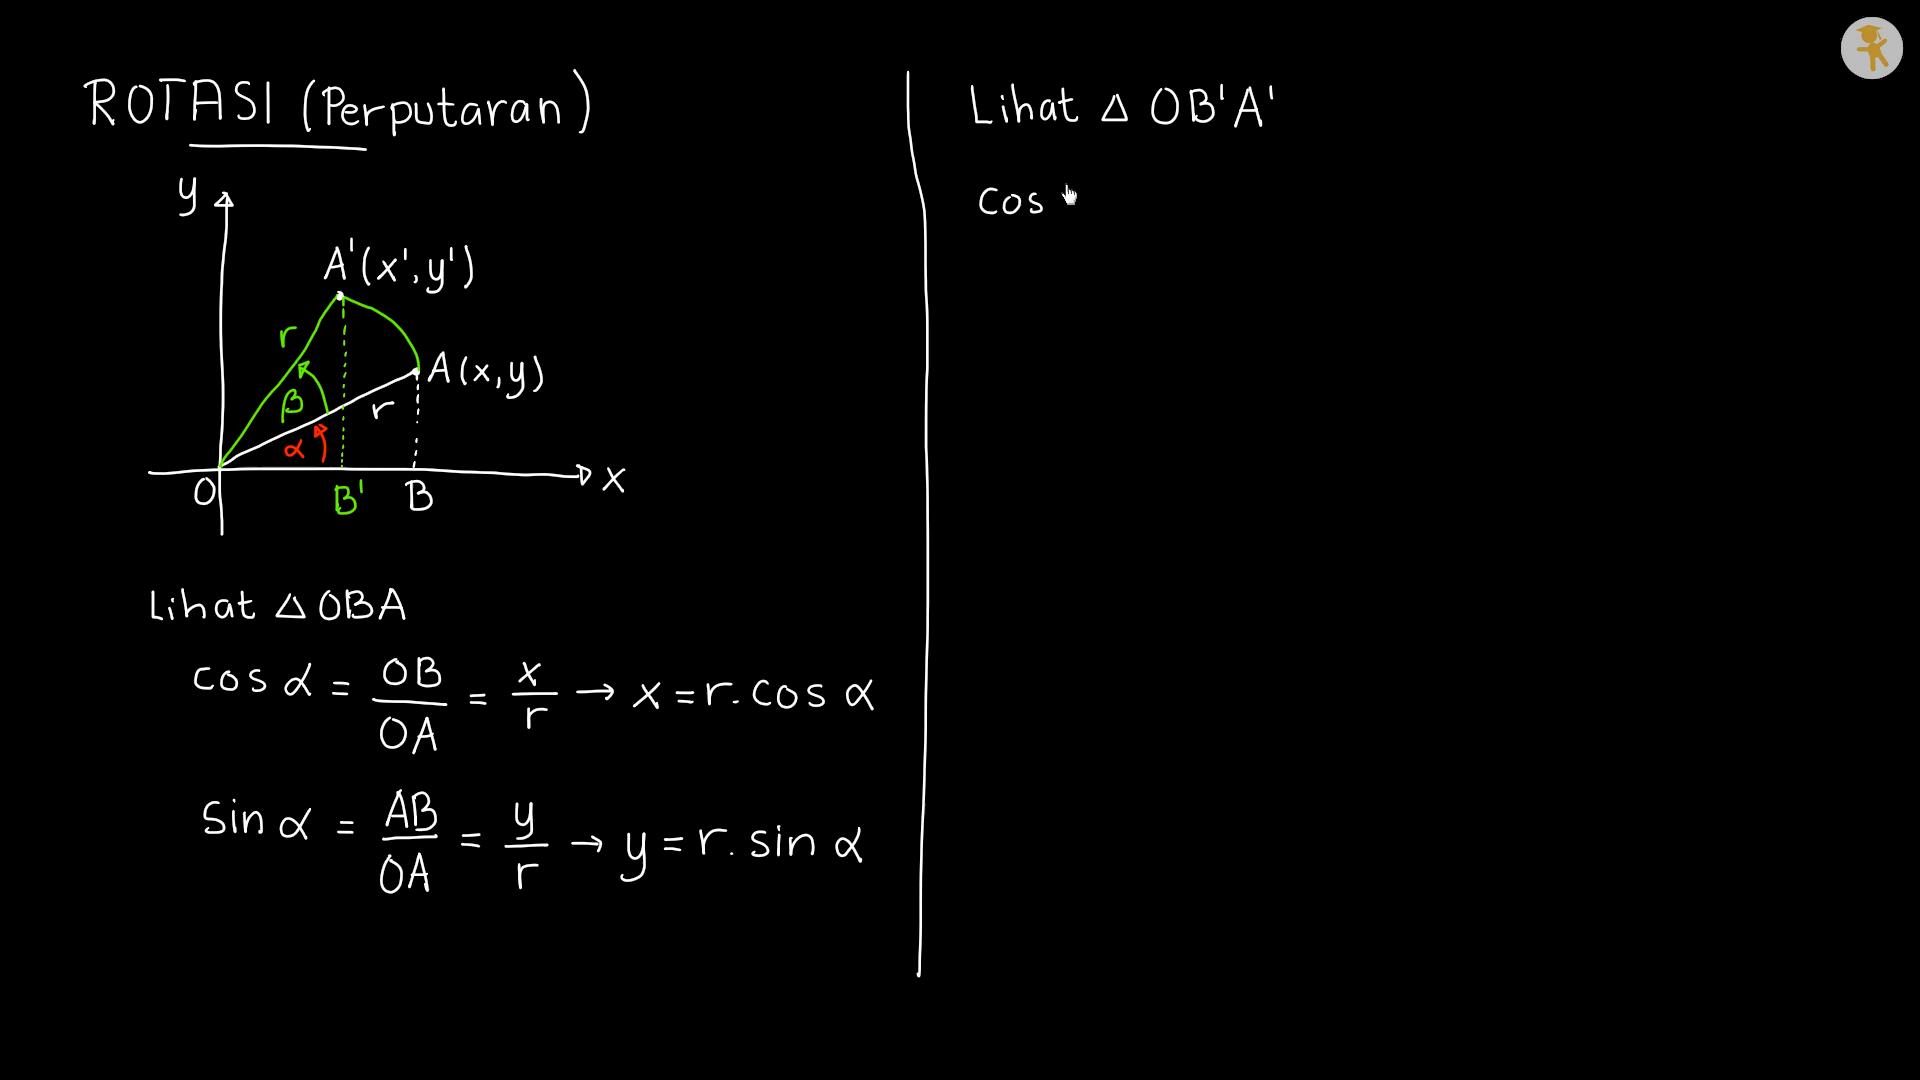 ROTASI (Perputaran)
y
A'(x',y')
r
A(x,y)
β
r
α
O
B'
B
x
Lihat △ OBA
cos α = OB/OA = x/r → x = r. cos α
sin α = AB/OA = y/r → y = r. sin α
Lihat △ OB'A'
cos